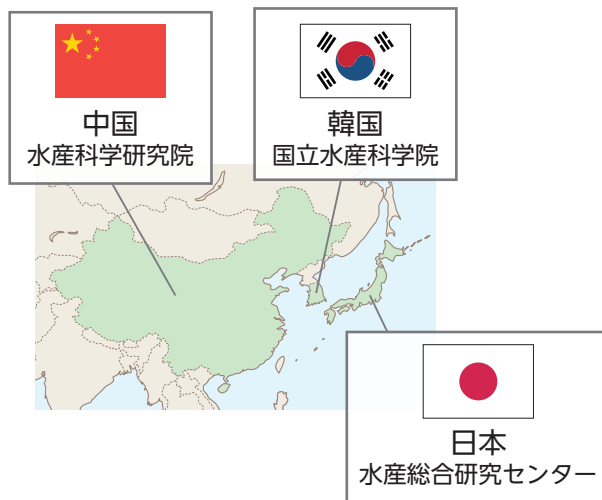 中国
水産科学研究院
韓国
国立水産科学院
日本
水産総合研究センター